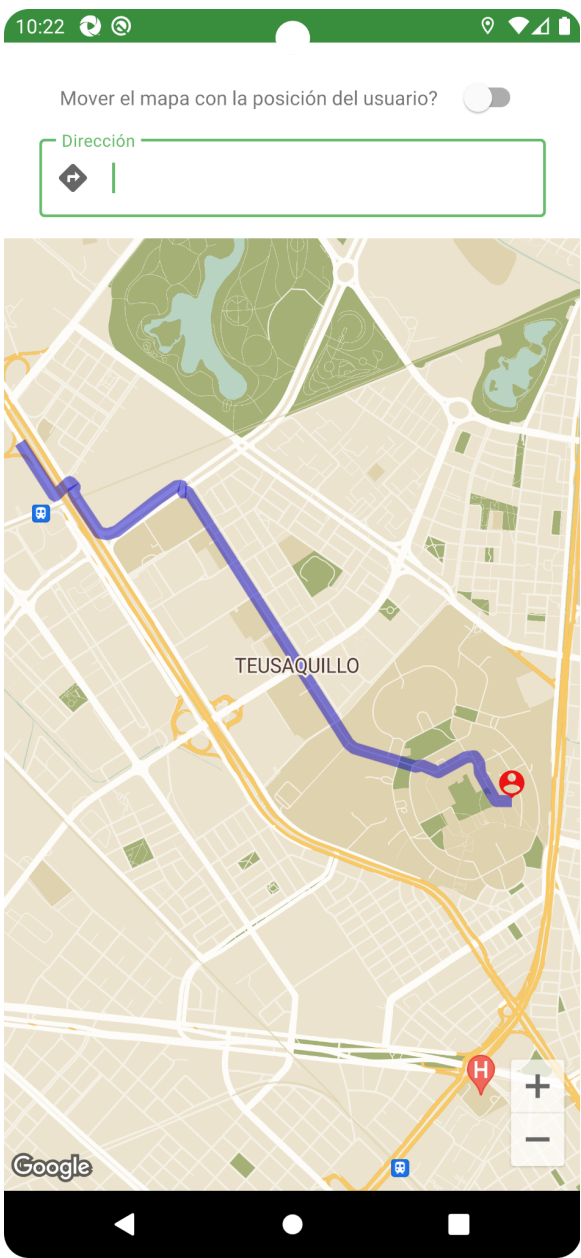 10:22
Mover el mapa con la posición del usuario?
Dirección
TEUSAQUILLO
H
Google
+
−